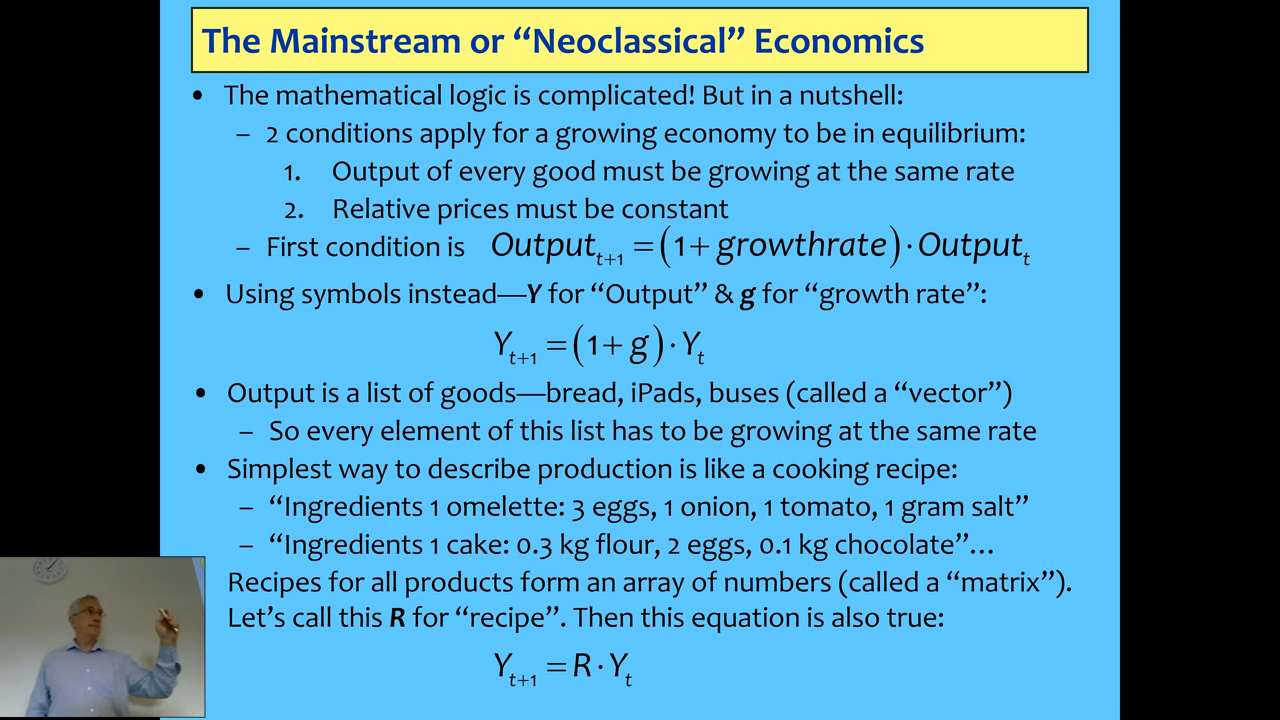 The Mainstream or “Neoclassical” Economics
• The mathematical logic is complicated! But in a nutshell:
– 2 conditions apply for a growing economy to be in equilibrium:
1. Output of every good must be growing at the same rate
2. Relative prices must be constant
– First condition is Output_{t+1} = (1+ growthrate) · Output_t
• Using symbols instead—Y for “Output” & g for “growth rate”:
Y_{t+1} = (1+ g) · Y_t
• Output is a list of goods—bread, iPads, buses (called a “vector”)
– So every element of this list has to be growing at the same rate
• Simplest way to describe production is like a cooking recipe:
– “Ingredients 1 omelette: 3 eggs, 1 onion, 1 tomato, 1 gram salt”
– “Ingredients 1 cake: 0.3 kg flour, 2 eggs, 0.1 kg chocolate”…
Recipes for all products form an array of numbers (called a “matrix”).
Let’s call this R for “recipe”. Then this equation is also true:
Y_{t+1} = R · Y_t